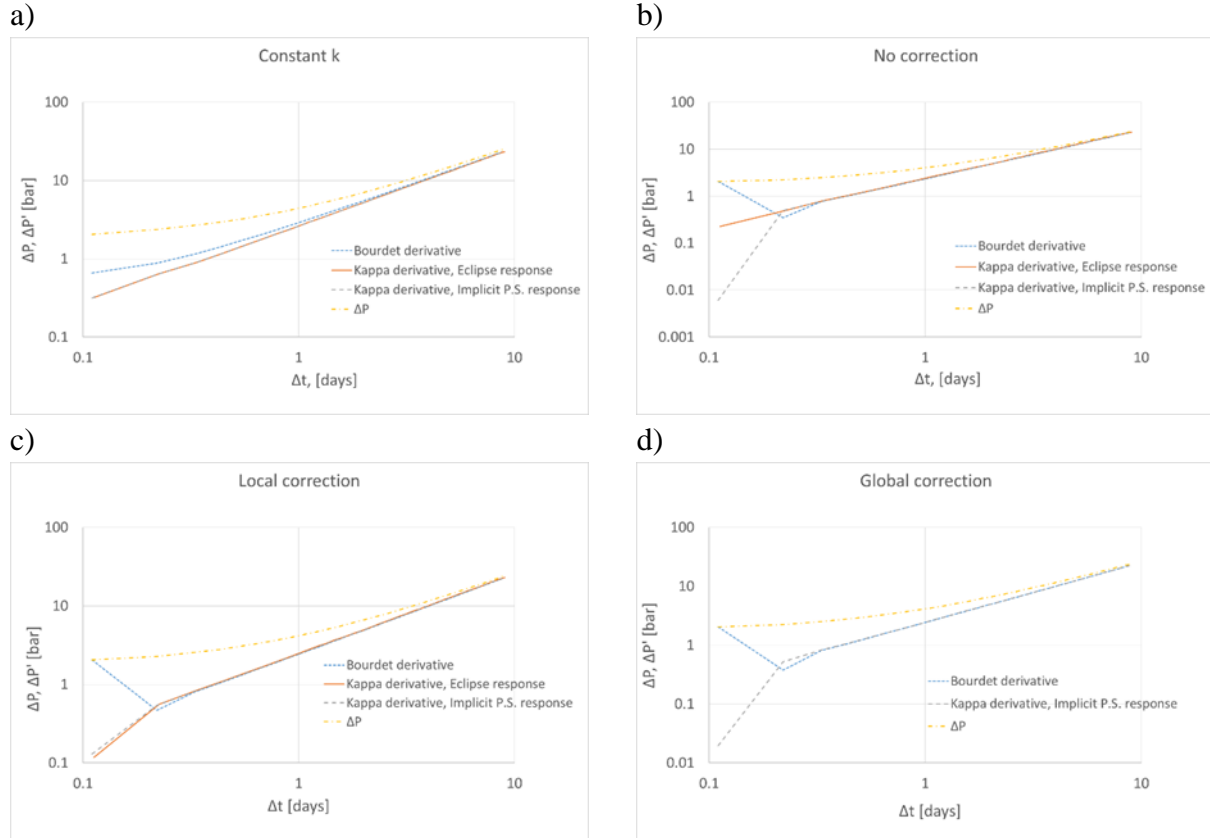 a)
Constant k
100
10
1
0.1
0.1
1
10
ΔP, ΔP' [bar]
Δt, [days]
Bourdet derivative
Kappa derivative, Eclipse response
Kappa derivative, Implicit P.S. response
ΔP
b)
No correction
100
10
1
0.1
0.01
0.001
0.1
1
10
ΔP, ΔP' [bar]
Δt, [days]
Bourdet derivative
Kappa derivative, Eclipse response
Kappa derivative, Implicit P.S. response
ΔP
c)
Local correction
100
10
1
0.1
0.1
1
10
ΔP, ΔP' [bar]
Δt [days]
Bourdet derivative
Kappa derivative, Eclipse response
Kappa derivative, Implicit P.S. response
ΔP
d)
Global correction
100
10
1
0.1
0.01
0.1
1
10
ΔP, ΔP' [bar]
Δt [days]
Bourdet derivative
Kappa derivative, Implicit P.S. response
ΔP